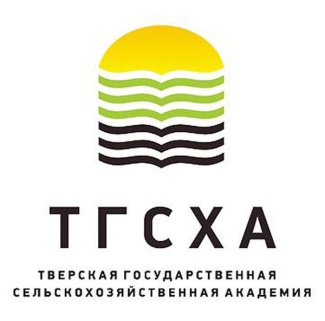 ТГСХА
ТВЕРСКАЯ ГОСУДАРСТВЕННАЯ
СЕЛЬСКОХОЗЯЙСТВЕННАЯ АКАДЕМИЯ